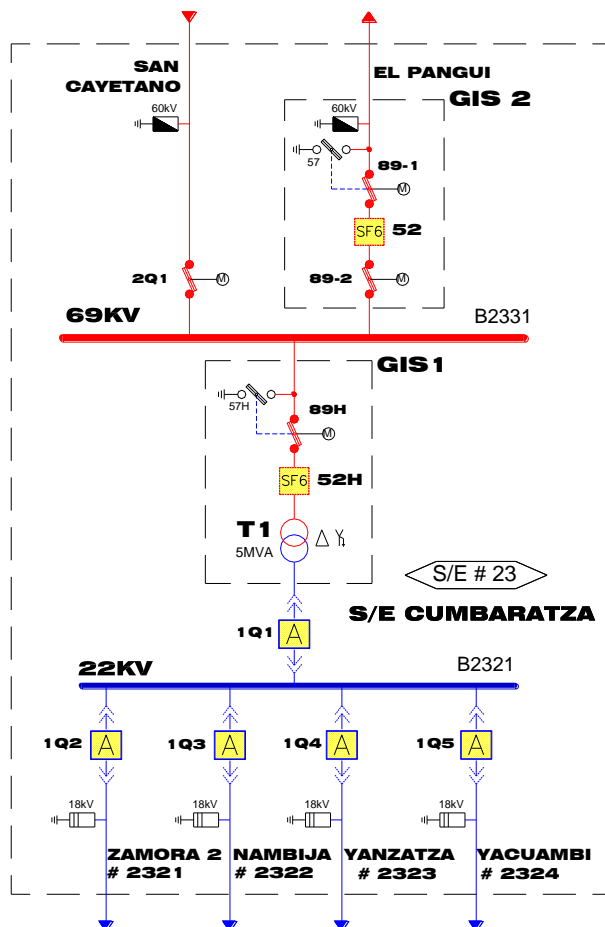 SAN
CAYETANO
EL PANGUI
GIS 2
60kV
60kV
57
89-1
M
SF6
52
2Q1
M
89-2
M
69KV
B2331
GIS1
57H
89H
M
SF6
52H
T1
5MVA
S/E # 23
S/E CUMBARATZA
1Q1
A
22KV
B2321
1Q2
A
1Q3
A
1Q4
A
1Q5
A
18kV
18kV
18kV
18kV
ZAMORA 2
# 2321
NAMBIJA
# 2322
YANZATZA
# 2323
YACUAMBI
# 2324